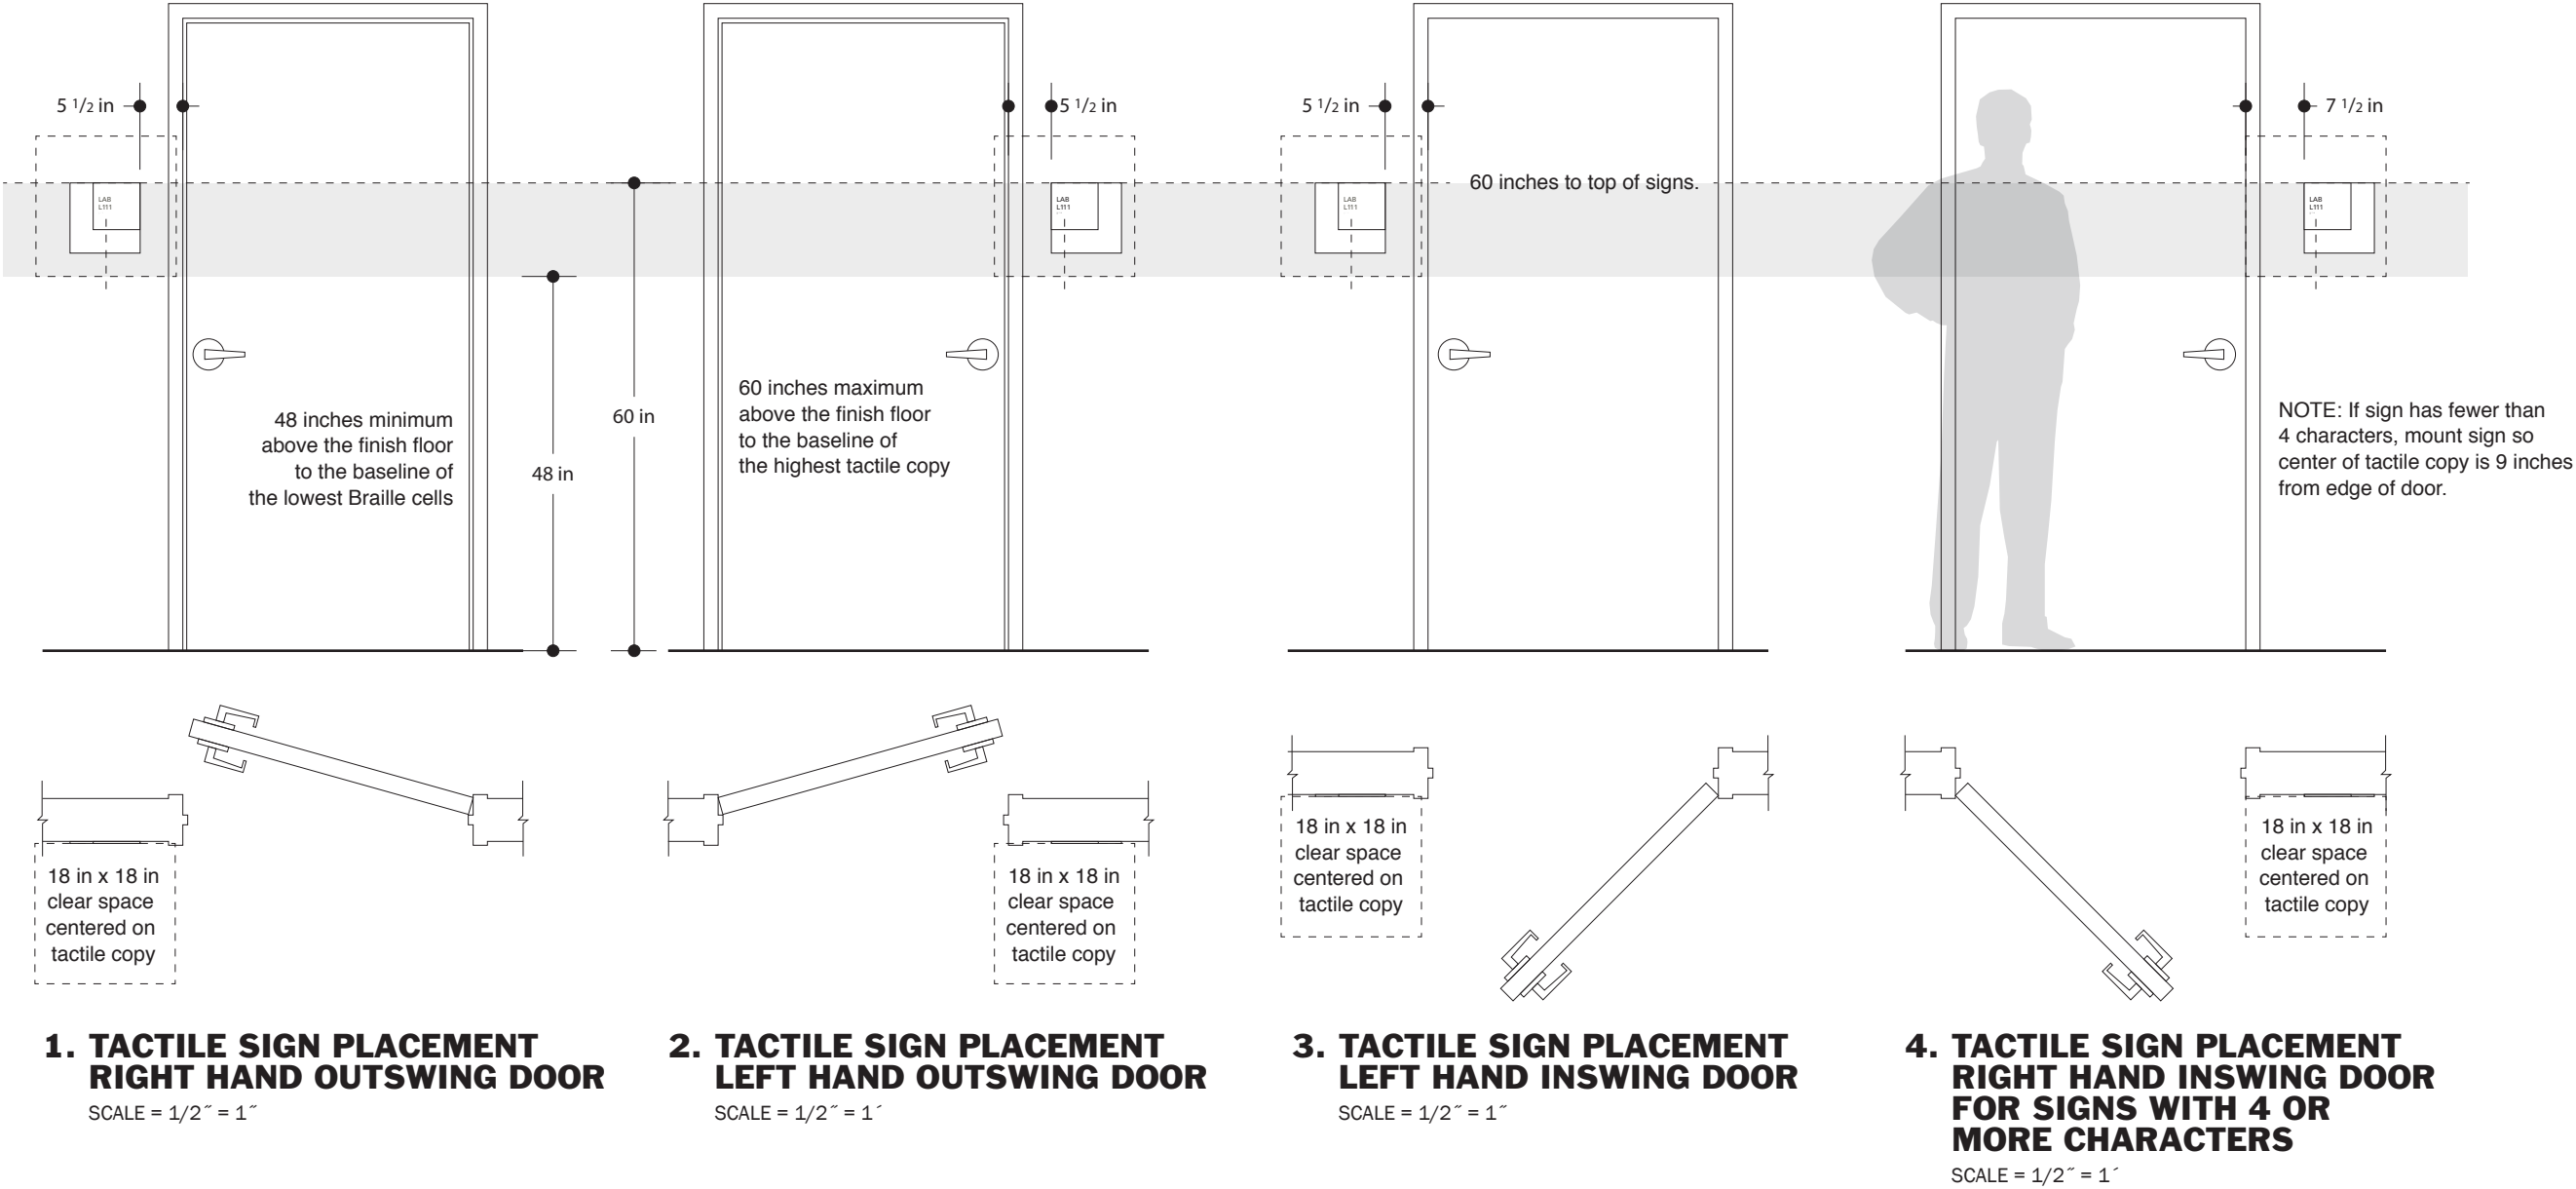 5 1/2 in
5 1/2 in
5 1/2 in
7 1/2 in
60 inches to top of signs.
LAB
L111
LAB
L111
LAB
L111
LAB
L111
48 inches minimum
above the finish floor
to the baseline of
the lowest Braille cells
48 in
60 in
60 inches maximum
above the finish floor
to the baseline of
the highest tactile copy
NOTE: If sign has fewer than
4 characters, mount sign so
center of tactile copy is 9 inches
from edge of door.
18 in x 18 in
clear space
centered on
tactile copy
18 in x 18 in
clear space
centered on
tactile copy
18 in x 18 in
clear space
centered on
tactile copy
18 in x 18 in
clear space
centered on
tactile copy
1. TACTILE SIGN PLACEMENT
RIGHT HAND OUTSWING DOOR
SCALE = 1/2˝ = 1˝
2. TACTILE SIGN PLACEMENT
LEFT HAND OUTSWING DOOR
SCALE = 1/2˝ = 1´
3. TACTILE SIGN PLACEMENT
LEFT HAND INSWING DOOR
SCALE = 1/2˝ = 1˝
4. TACTILE SIGN PLACEMENT
RIGHT HAND INSWING DOOR
FOR SIGNS WITH 4 OR
MORE CHARACTERS
SCALE = 1/2˝ = 1´